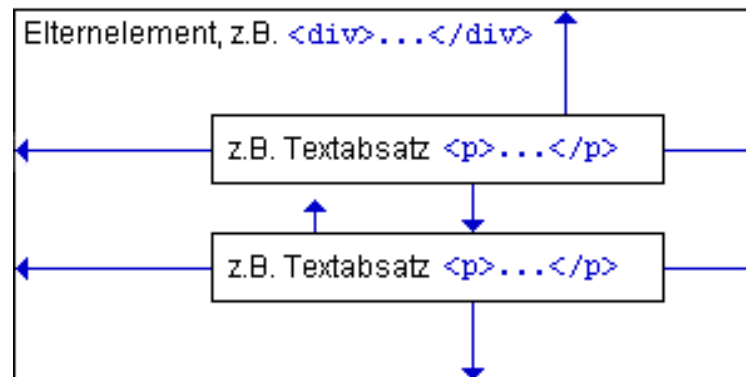 Elternelement, z.B. <div>...</div>
z.B. Textabsatz <p>...</p>
z.B. Textabsatz <p>...</p>